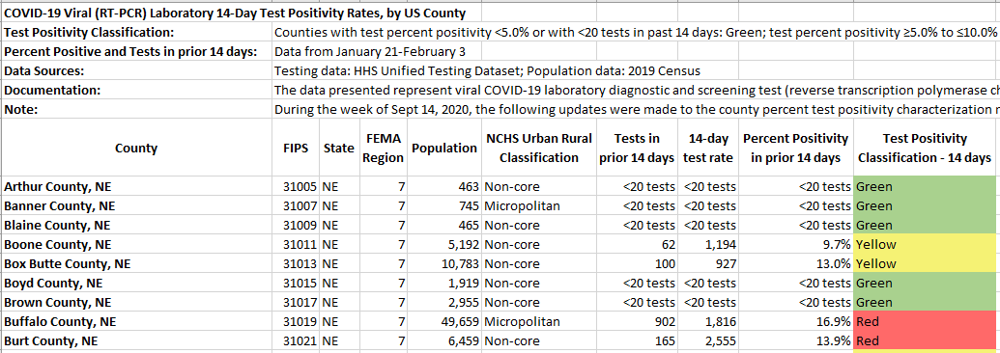 COVID-19 Viral (RT-PCR) Laboratory 14-Day Test Positivity Rates, by US County
Test Positivity Classification: Counties with test percent positivity <5.0% or with <20 tests in past 14 days: Green; test percent positivity ≥5.0% to ≤10.0%
Percent Positive and Tests in prior 14 days: Data from January 21-February 3
Data Sources: Testing data: HHS Unified Testing Dataset; Population data: 2019 Census
Documentation: The data presented represent viral COVID-19 laboratory diagnostic and screening test (reverse transcription polymerase
Note: During the week of Sept 14, 2020, the following updates were made to the county percent test positivity characterization
County FIPS State FEMA Region Population NCHS Urban Rural Classification Tests in prior 14 days 14-day test rate Percent Positivity in prior 14 days Test Positivity Classification - 14 days
Arthur County, NE 31005 NE 7 463 Non-core <20 tests <20 tests <20 tests Green
Banner County, NE 31007 NE 7 745 Micropolitan <20 tests <20 tests <20 tests Green
Blaine County, NE 31009 NE 7 465 Non-core <20 tests <20 tests <20 tests Green
Boone County, NE 31011 NE 7 5,192 Non-core 62 1,194 9.7% Yellow
Box Butte County, NE 31013 NE 7 10,783 Non-core 100 927 13.0% Yellow
Boyd County, NE 31015 NE 7 1,919 Non-core <20 tests <20 tests <20 tests Green
Brown County, NE 31017 NE 7 2,955 Non-core <20 tests <20 tests <20 tests Green
Buffalo County, NE 31019 NE 7 49,659 Micropolitan 902 1,816 16.9% Red
Burt County, NE 31021 NE 7 6,459 Non-core 165 2,555 13.9% Red